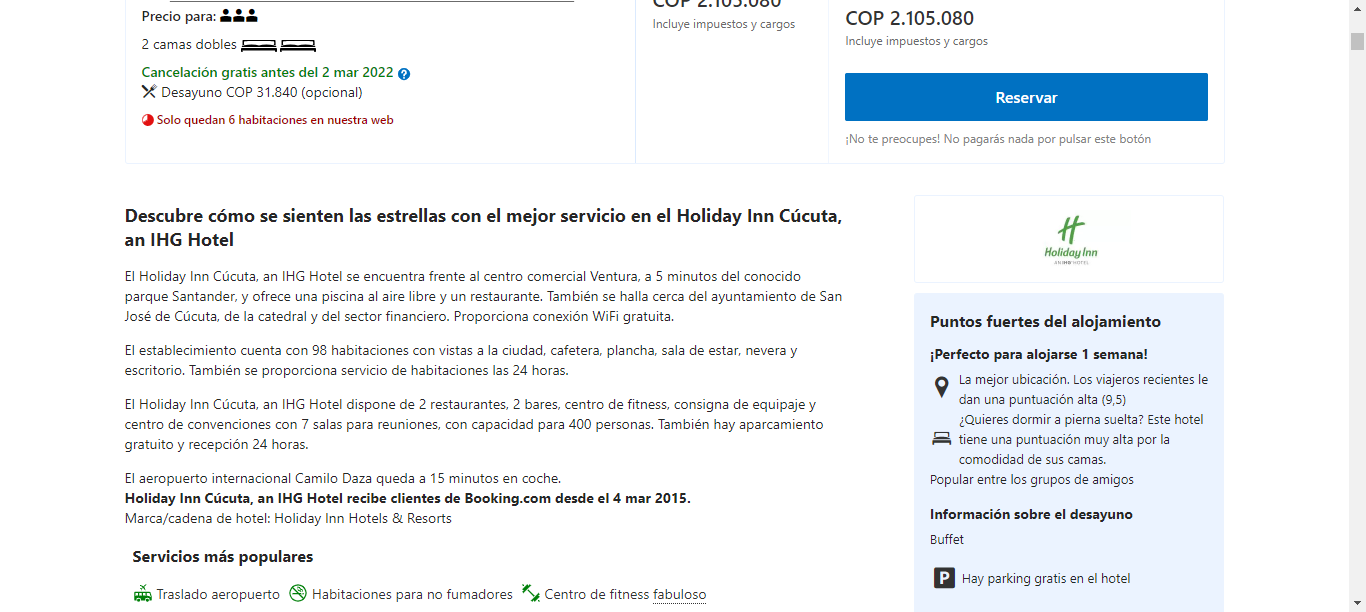 Precio para:
2 camas dobles
Cancelación gratis antes del 2 mar 2022 ?
Desayuno COP 31.840 (opcional)
Solo quedan 6 habitaciones en nuestra web
COP 2.105.080
Incluye impuestos y cargos
COP 2.105.080
Incluye impuestos y cargos
Reservar
¡No te preocupes! No pagarás nada por pulsar este botón
Descubre cómo se sienten las estrellas con el mejor servicio en el Holiday Inn Cúcuta,
an IHG Hotel
El Holiday Inn Cúcuta, an IHG Hotel se encuentra frente al centro comercial Ventura, a 5 minutos del conocido
parque Santander, y ofrece una piscina al aire libre y un restaurante. También se halla cerca del ayuntamiento de San
José de Cúcuta, de la catedral y del sector financiero. Proporciona conexión WiFi gratuita.
El establecimiento cuenta con 98 habitaciones con vistas a la ciudad, cafetera, plancha, sala de estar, nevera y
escritorio. También se proporciona servicio de habitaciones las 24 horas.
El Holiday Inn Cúcuta, an IHG Hotel dispone de 2 restaurantes, 2 bares, centro de fitness, consigna de equipaje y
centro de convenciones con 7 salas para reuniones, con capacidad para 400 personas. También hay aparcamiento
gratuito y recepción 24 horas.
El aeropuerto internacional Camilo Daza queda a 15 minutos en coche.
Holiday Inn Cúcuta, an IHG Hotel recibe clientes de Booking.com desde el 4 mar 2015.
Marca/cadena de hotel: Holiday Inn Hotels & Resorts
Servicios más populares
Traslado aeropuerto
Habitaciones para no fumadores
Centro de fitness fabuloso
H
Holiday Inn
AN IHG HOTEL
Puntos fuertes del alojamiento
¡Perfecto para alojarse 1 semana!
La mejor ubicación. Los viajeros recientes le
dan una puntuación alta (9,5)
¿Quieres dormir a pierna suelta? Este hotel
tiene una puntuación muy alta por la
comodidad de sus camas.
Popular entre los grupos de amigos
Información sobre el desayuno
Buffet
P Hay parking gratis en el hotel